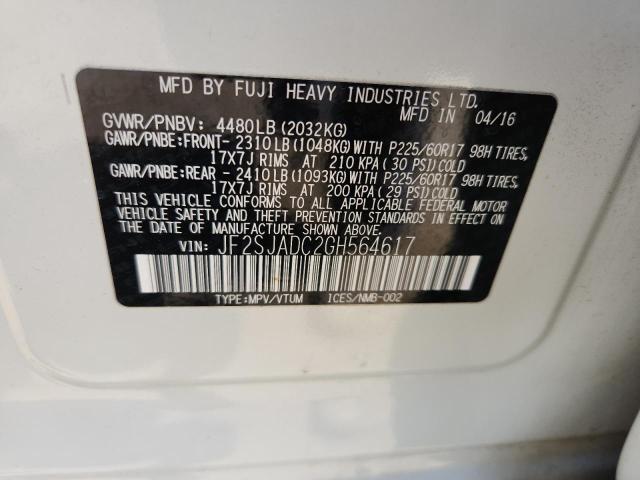 MFD BY FUJI HEAVY INDUSTRIES LTD.
MFD IN 04/16
GVWR/PNBV: 4480LB(2032KG)
GAWR/PNBE:FRONT- 2310LB(1048KG)WITH P225/60R17 98H TIRES,
17X7J RIMS AT 210 KPA(30 PSI)COLD
GAWR/PNBE:REAR - 2410LB(1093KG)WITH P225/60R17 98H TIRES,
17X7J RIMS AT 200 KPA(29 PSI)COLD
THIS VEHICLE CONFORMS TO ALL APPLICABLE FEDERAL MOTOR
VEHICLE SAFETY AND THEFT PREVENTION STANDARDS IN EFFECT ON
THE DATE OF MANUFACTURE SHOWN ABOVE.
VIN: JF2SJADC2GH564617
TYPE:MPV/VTUM ICES/NMB-002